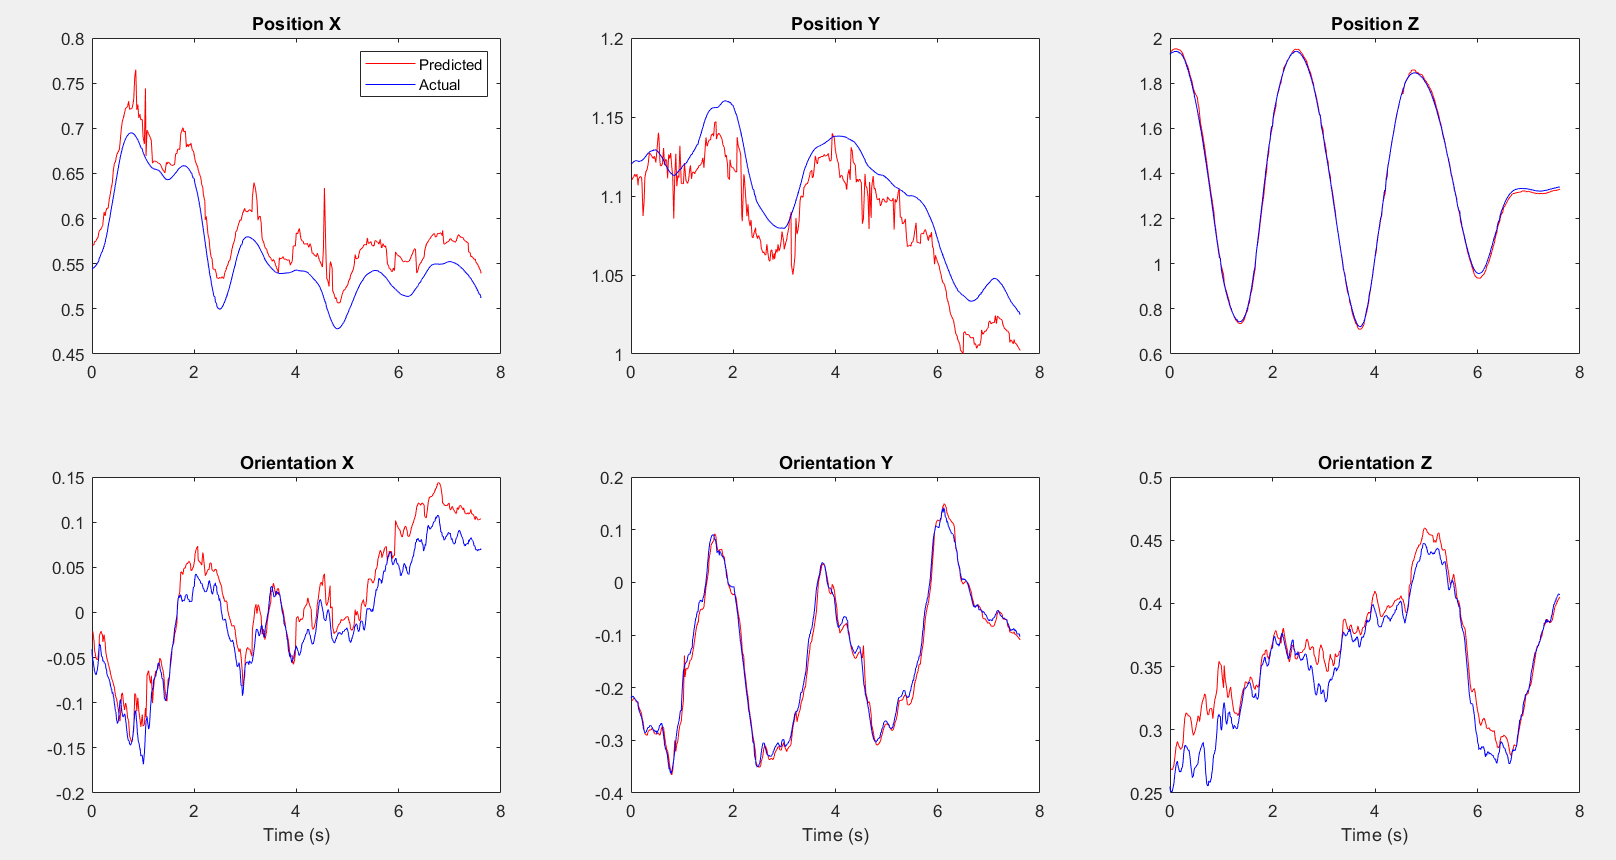 Position X
0.8
0.75
0.7
0.65
0.6
0.55
0.5
0.45
0 2 4 6 8
Predicted
Actual
Position Y
1.2
1.15
1.1
1.05
1
0 2 4 6 8
Position Z
2
1.8
1.6
1.4
1.2
1
0.8
0.6
0 2 4 6 8
Orientation X
0.15
0.1
0.05
0
-0.05
-0.1
-0.15
-0.2
0 2 4 6 8
Time (s)
Orientation Y
0.2
0.1
0
-0.1
-0.2
-0.3
-0.4
0 2 4 6 8
Time (s)
Orientation Z
0.5
0.45
0.4
0.35
0.3
0.25
0 2 4 6 8
Time (s)